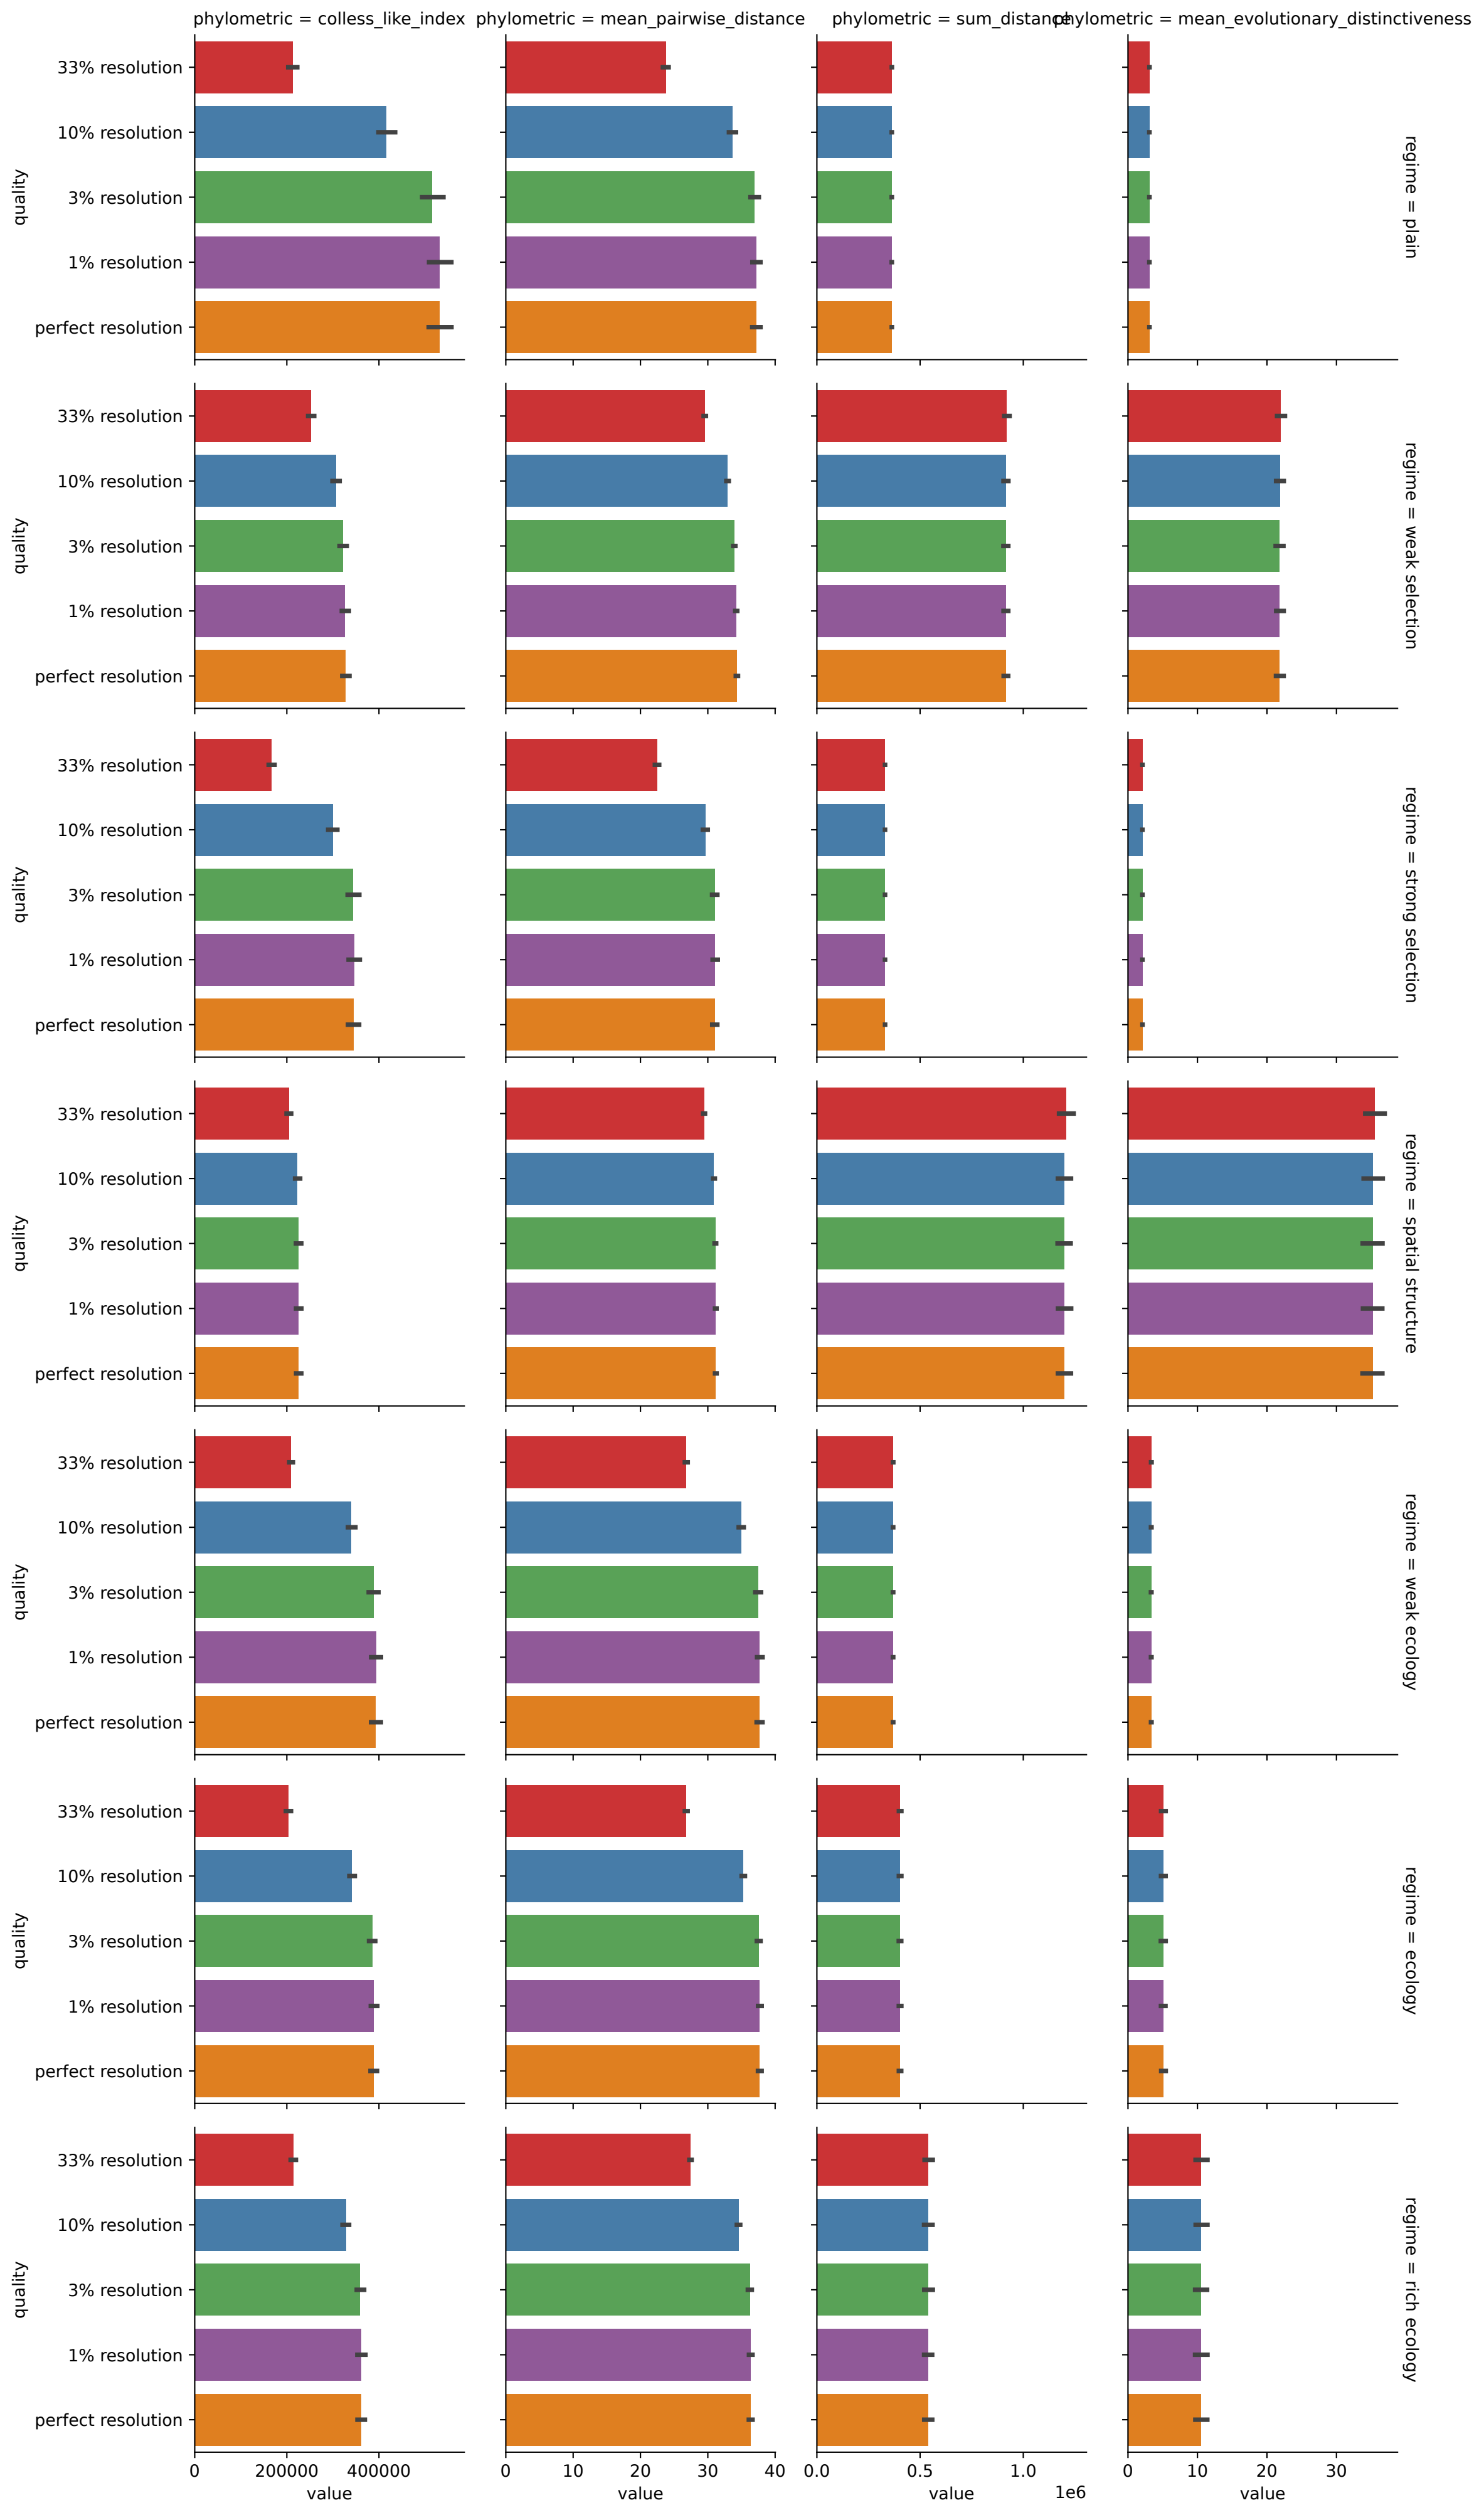 phylometric = colless_like_index
phylometric = mean_pairwise_distance
phylometric = sum_distance
phylometric = mean_evolutionary_distinctiveness
33% resolution
10% resolution
3% resolution
1% resolution
perfect resolution
quality
regime = plain
33% resolution
10% resolution
3% resolution
1% resolution
perfect resolution
quality
regime = weak selection
33% resolution
10% resolution
3% resolution
1% resolution
perfect resolution
quality
regime = strong selection
33% resolution
10% resolution
3% resolution
1% resolution
perfect resolution
quality
regime = spatial structure
33% resolution
10% resolution
3% resolution
1% resolution
perfect resolution
quality
regime = weak ecology
33% resolution
10% resolution
3% resolution
1% resolution
perfect resolution
quality
regime = ecology
33% resolution
10% resolution
3% resolution
1% resolution
perfect resolution
quality
regime = rich ecology
0 200000 400000
value
0 10 20 30 40
value
0.0 0.5 1.0
1e6
value
0 10 20 30
value